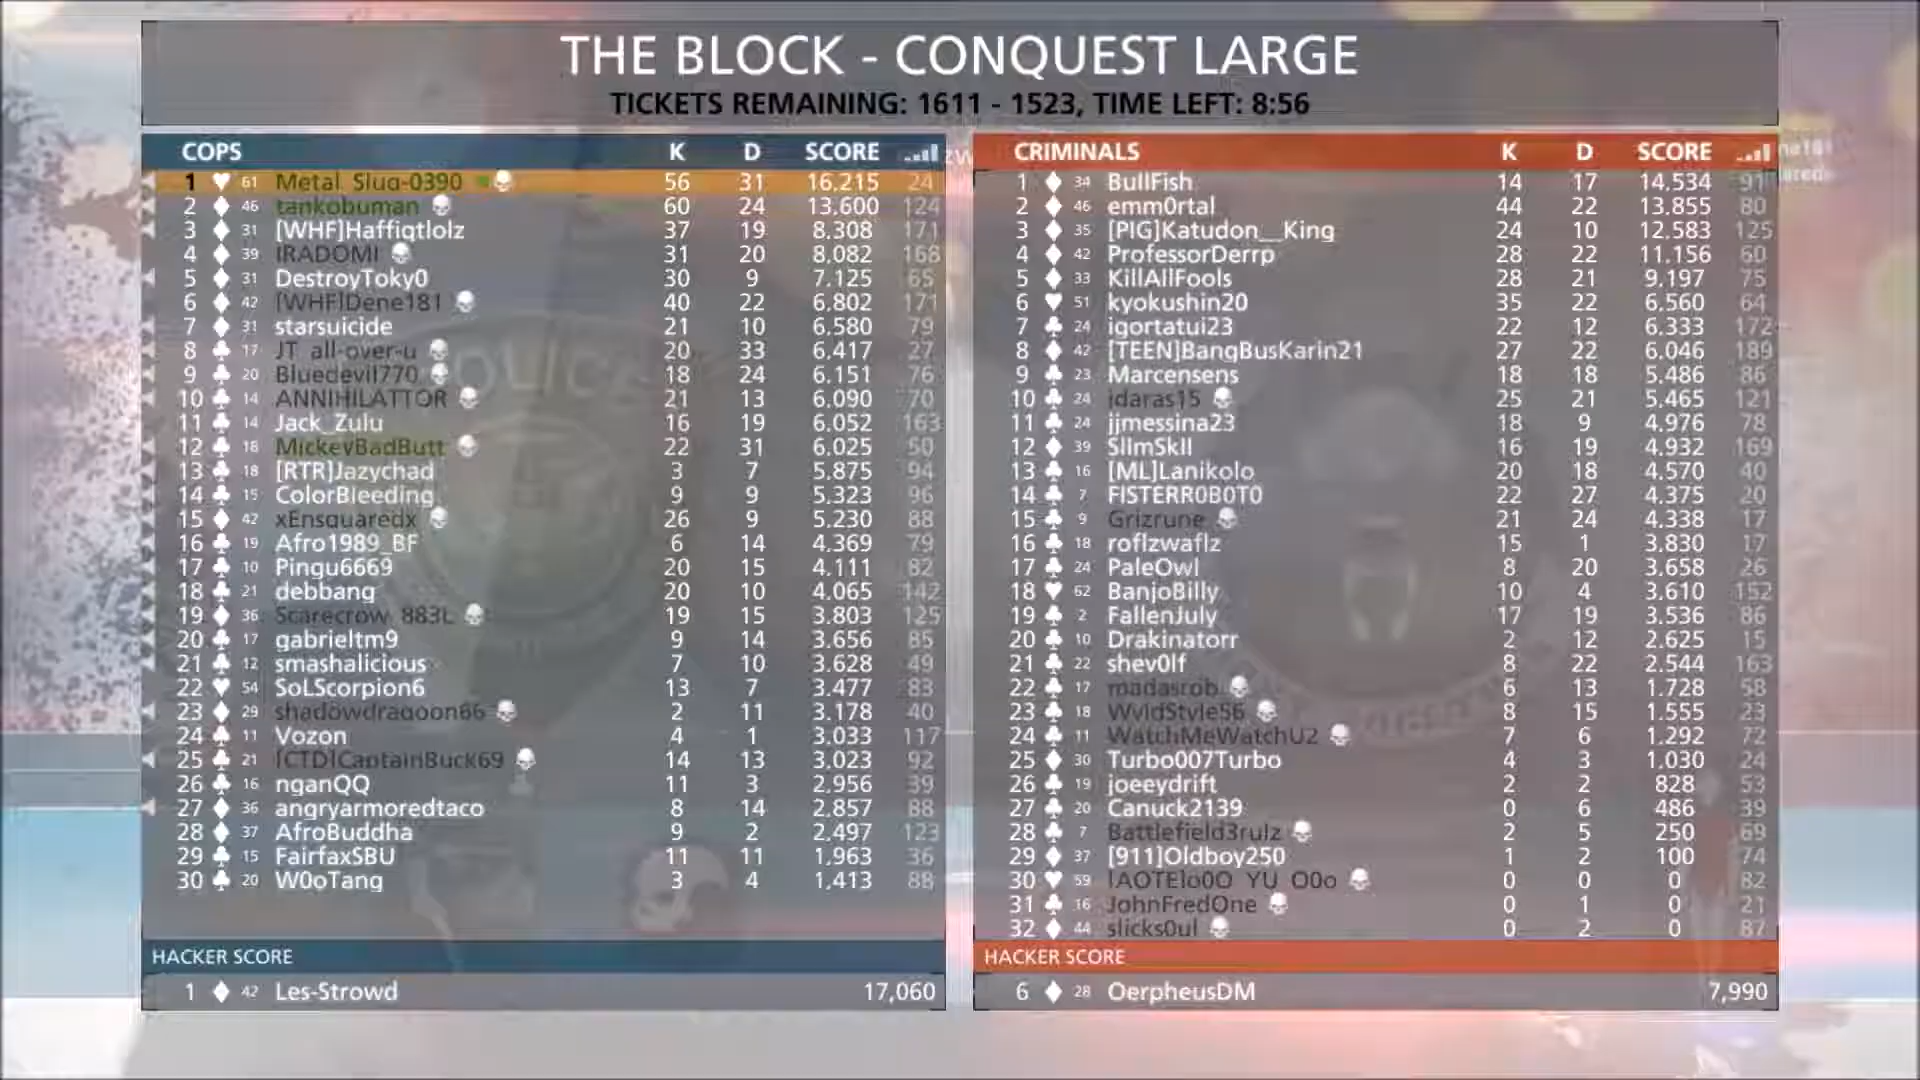 THE BLOCK - CONQUEST LARGE
TICKETS REMAINING: 1611 - 1523, TIME LEFT: 8:56
COPS K D SCORE
1 61 Metal_Slug-0390 56 31 16,215 24
2 46 tankobuman 60 24 13,600 124
3 31 [WHF]Haffigtlolz 37 19 8,308 171
4 39 IRADOMI 31 20 8,082 168
5 31 DestroyToky0 30 9 7,125 65
6 42 [WHF]Dene181 40 22 6,802 171
7 31 starsuicide 21 10 6,580 79
8 17 JT_all-over-u 20 33 6,417 27
9 20 Bluedevil770 18 24 6,151 76
10 14 ANNIHILATTOR 21 13 6,090 70
11 14 Jack_Zulu 16 19 6,052 163
12 18 MickeyBadButt 22 31 6,025 50
13 18 [RTR]Jazychad 3 7 5,875 94
14 15 ColorBleeding 9 9 5,323 96
15 42 xEnsquaredx 26 9 5,230 88
16 19 Afro1989_BF 6 14 4,369 79
17 10 Pingu6669 20 15 4,111 82
18 21 debbang 20 10 4,065 142
19 36 Scarecrow_883L 19 15 3,803 125
20 17 gabrieltm9 9 14 3,656 85
21 12 smashalicious 7 10 3,628 49
22 54 SoLScorpion6 13 7 3,477 83
23 29 shadowdragoon66 2 11 3,178 40
24 11 Vozon 4 1 3,033 117
25 21 [CTD]CaptainBuck69 14 13 3,023 92
26 16 nganQQ 11 3 2,956 39
27 36 angryarmoredtaco 8 14 2,857 88
28 37 AfroBuddha 9 2 2,497 123
29 15 FairfaxSBU 11 11 1,963 36
30 20 W0oTang 3 4 1,413 88
HACKER SCORE
1 42 Les-Strowd 17,060
CRIMINALS K D SCORE
1 34 BullFish 14 17 14,534 91
2 46 emm0rtal 44 22 13,855 80
3 35 [PIG]Katudon__King 24 10 12,583 125
4 42 ProfessorDerrp 28 22 11,156 60
5 33 KillAllFools 28 21 9,197 75
6 51 kyokushin20 35 22 6,560 64
7 24 igortatui23 22 12 6,333 172
8 42 [TEEN]BangBusKarin21 27 22 6,046 189
9 23 Marcensens 18 18 5,486 86
10 24 idaras15 25 21 5,465 121
11 24 jjmessina23 18 9 4,976 78
12 39 SlImSkIl 16 19 4,932 169
13 16 [ML]Lanikolo 20 18 4,570 40
14 7 FISTERR0B0T0 22 27 4,375 20
15 9 Grizrune 21 24 4,338 17
16 18 roflzwaflz 15 1 3,830 17
17 24 PaleOwl 8 20 3,658 26
18 62 BanjoBilly 10 4 3,610 152
19 2 FallenJuly 17 19 3,536 86
20 10 Drakinatorr 2 12 2,625 15
21 22 shev0lf 8 22 2,544 163
22 17 madasrob 6 13 1,728 58
23 18 WyldStyle56 8 15 1,555 23
24 11 WatchMeWatchU2 7 6 1,292 72
25 30 Turbo007Turbo 4 3 1,030 24
26 19 joeeydrift 2 2 828 53
27 20 Canuck2139 0 6 486 39
28 7 Battlefield3rulz 2 5 250 69
29 37 [911]Oldboy250 1 2 100 74
30 59 [AOTE]o0O_YU_O0o 0 0 0 82
31 16 JohnFredOne 0 1 0 21
32 44 slicks0ul 0 2 0 87
HACKER SCORE
6 28 OerpheusDM 7,990